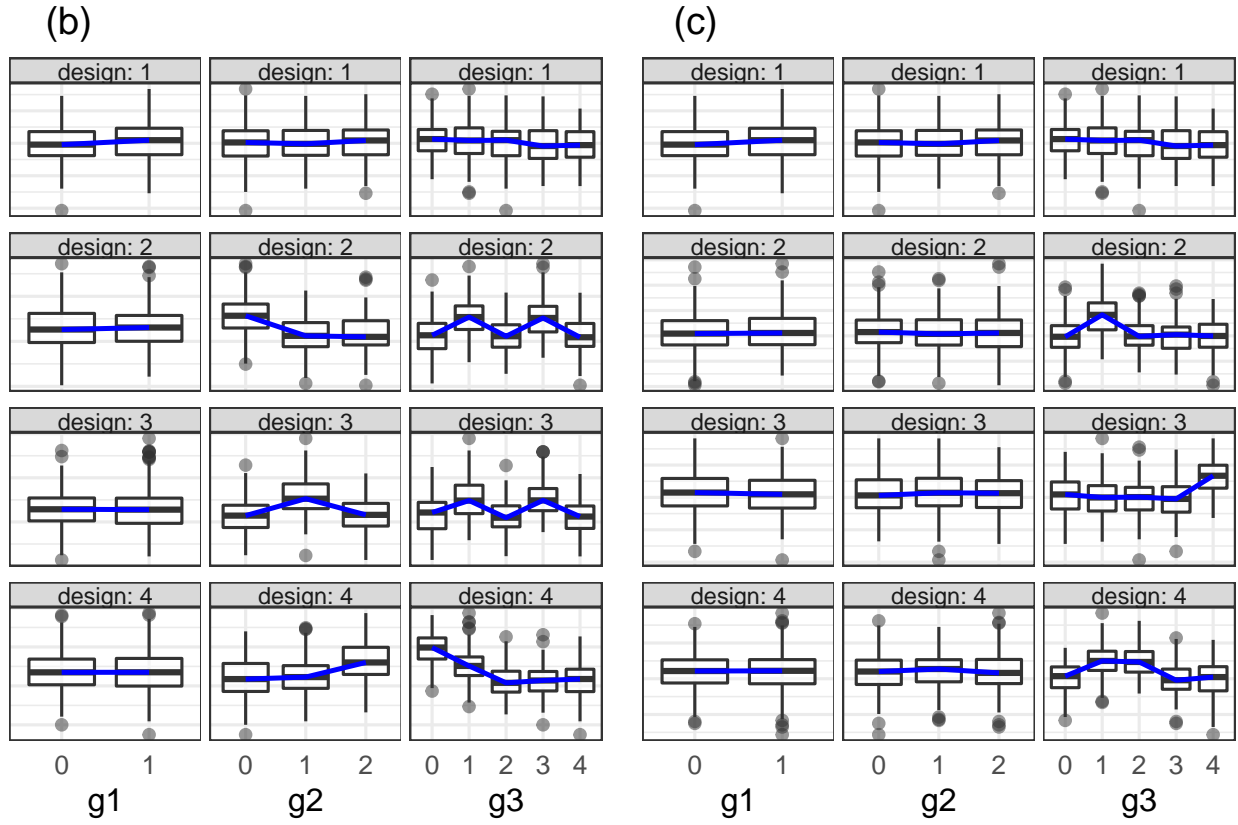 (b) (c)
design: 1 design: 1 design: 1 design: 1 design: 1 design: 1
design: 2 design: 2 design: 2 design: 2 design: 2 design: 2
design: 3 design: 3 design: 3 design: 3 design: 3 design: 3
design: 4 design: 4 design: 4 design: 4 design: 4 design: 4
0 1 0 1 2 0 1 2 3 4 0 1 0 1 2 0 1 2 3 4
g1 g2 g3 g1 g2 g3